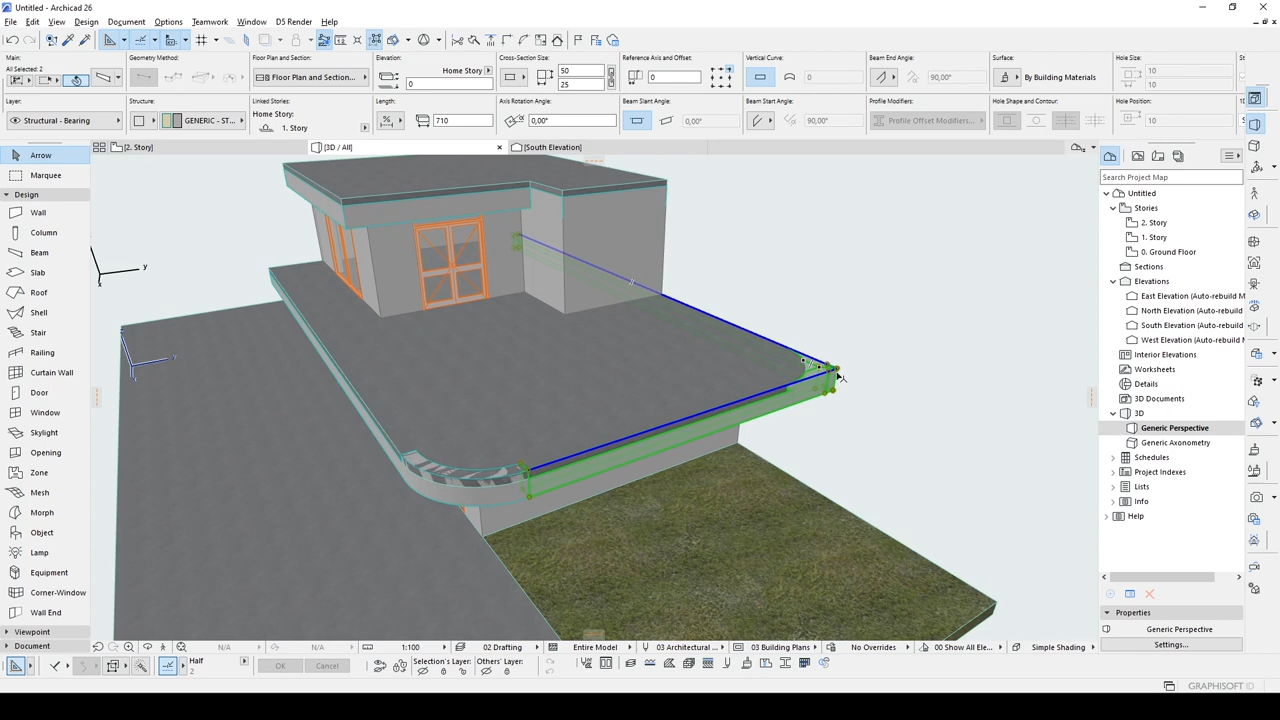 Untitled - Archicad 26
File Edit View Design Document Options Teamwork Window D5 Render Help
Main: Geometry Method: Floor Plan and Section: Elevation: Cross-Section Size: Reference Axis and Offset: Vertical Curve: Beam End Angle: Surface: Hole Size:
All Selected: 2
Home Story
Floor Plan and Section...
0
50
25
0
0
90,00°
By Building Materials
10
10
Layer: Structure: Linked Stories: Length: Axis Rotation Angle: Beam Slant Angle: Beam Start Angle: Profile Modifiers: Hole Shape and Contour: Hole Position:
Structural - Bearing
GENERIC - ST...
Home Story:
1. Story
710
0,00°
0,00°
90,00°
Profile Offset Modifiers...
10
[2. Story]
[3D / All]
[South Elevation]
Arrow
Marquee
Design
Wall
Column
Beam
Slab
Roof
Shell
Stair
Railing
Curtain Wall
Door
Window
Skylight
Opening
Zone
Mesh
Morph
Object
Lamp
Equipment
Corner-Window
Wall End
Viewpoint
Document
y
x
Search Project Map
Untitled
Stories
2. Story
1. Story
0. Ground Floor
Sections
Elevations
East Elevation (Auto-rebuild M
North Elevation (Auto-rebuild
South Elevation (Auto-rebuild
West Elevation (Auto-rebuild M
Interior Elevations
Worksheets
Details
3D Documents
3D
Generic Perspective
Generic Axonometry
Schedules
Project Indexes
Lists
Info
Help
Properties
Generic Perspective
Settings...
N/A N/A 1:100 02 Drafting Entire Model 03 Architectural ... 03 Building Plans No Overrides 00 Show All Ele... Simple Shading
Half
2
OK Cancel
Selection's Layer: Others' Layer:
GRAPHISOFT ID